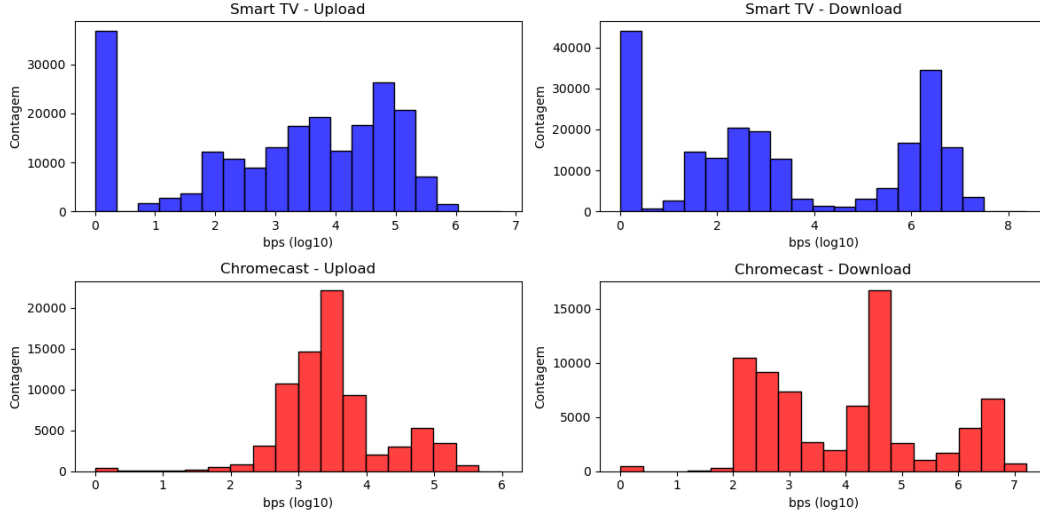 Smart TV - Upload
Contagem
30000
20000
10000
0
0 1 2 3 4 5 6 7
bps (log10)
Smart TV - Download
Contagem
40000
30000
20000
10000
0
0 2 4 6 8
bps (log10)
Chromecast - Upload
Contagem
20000
15000
10000
5000
0
0 1 2 3 4 5 6
bps (log10)
Chromecast - Download
Contagem
15000
10000
5000
0
0 1 2 3 4 5 6 7
bps (log10)